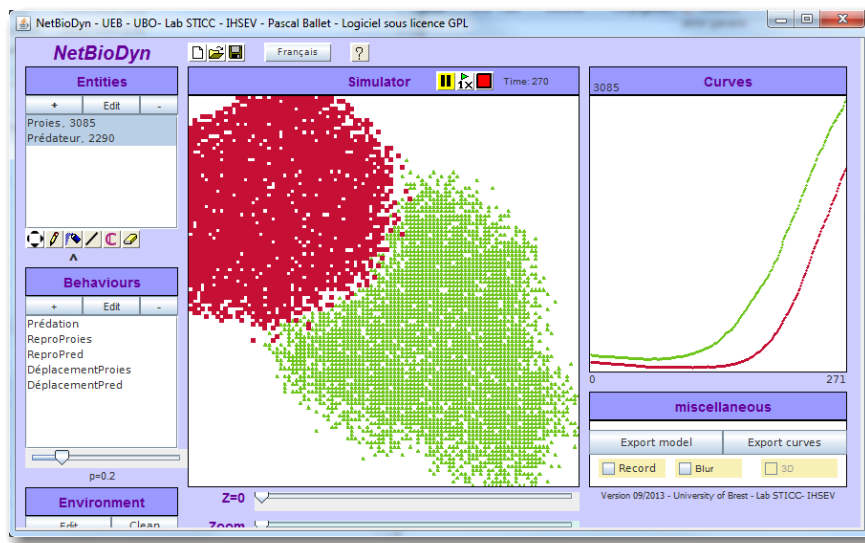 NetBioDyn - UEB - UBO- Lab STICC - IHSEV - Pascal Ballet - Logiciel sous licence GPL
NetBioDyn
Français
?
Entities
+ Edit -
Proies, 3085
Prédateur, 2290
Behaviours
+ Edit -
Prédation
ReproProies
ReproPred
DéplacementProies
DéplacementPred
p=0.2
Environment
Edit Clean
Simulator
1x
Time: 270
Z=0
Zoom
Curves
3085
0 271
miscellaneous
Export model Export curves
Record Blur 3D
Version 09/2013 - University of Brest - Lab STICC- IHSEV